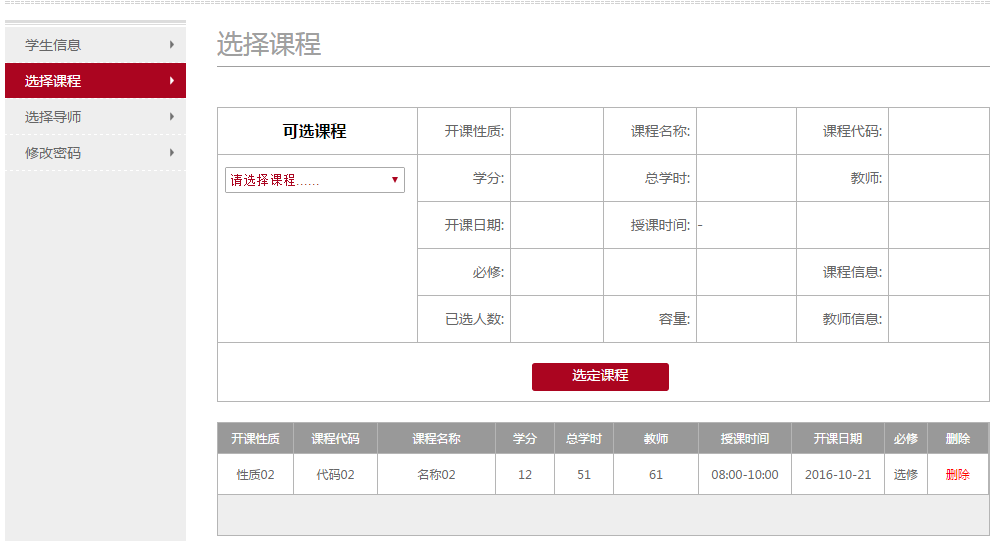 学生信息
选择课程
选择导师
修改密码
选择课程
可选课程 开课性质: 课程名称: 课程代码:
请选择课程...... 学分: 总学时: 教师:
开课日期: 授课时间: -
必修: 课程信息:
已选人数: 容量: 教师信息:
选定课程
开课性质 课程代码 课程名称 学分 总学时 教师 授课时间 开课日期 必修 删除
性质02 代码02 名称02 12 51 61 08:00-10:00 2016-10-21 选修 删除